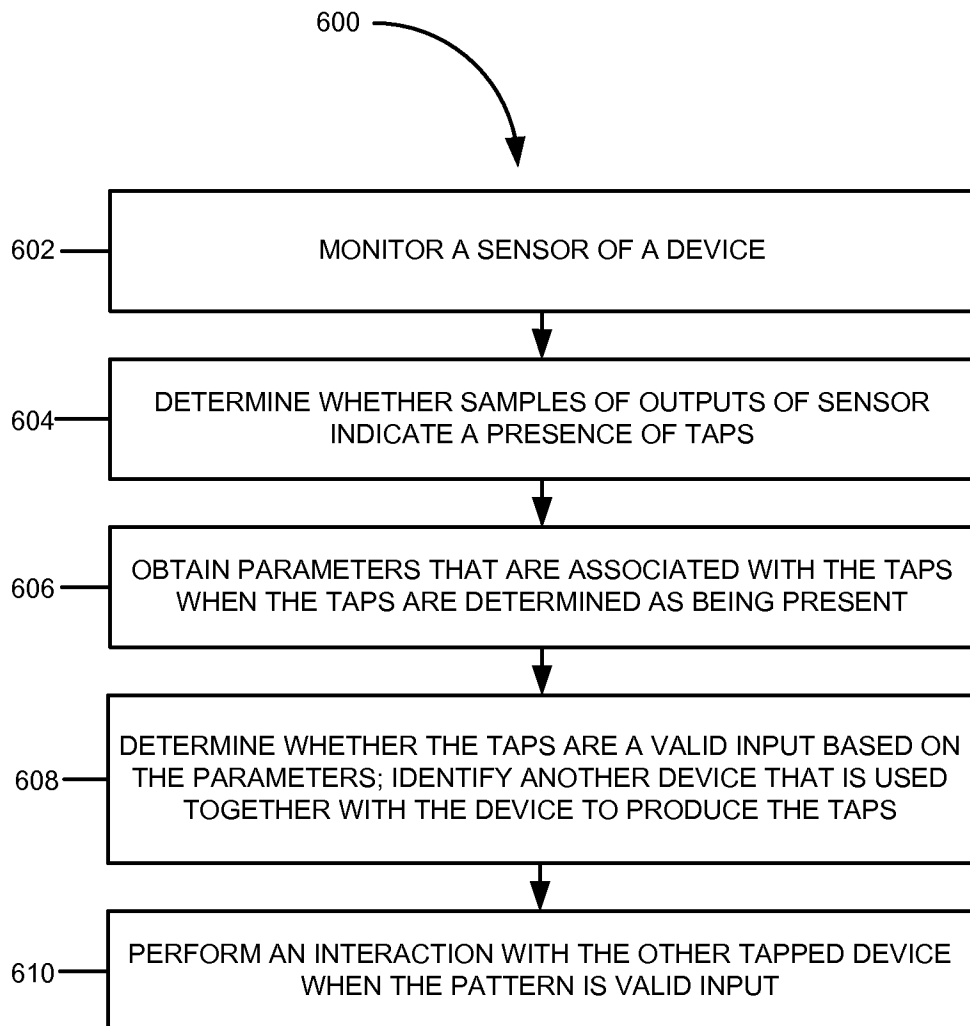 600
602
MONITOR A SENSOR OF A DEVICE
604
DETERMINE WHETHER SAMPLES OF OUTPUTS OF SENSOR
INDICATE A PRESENCE OF TAPS
606
OBTAIN PARAMETERS THAT ARE ASSOCIATED WITH THE TAPS
WHEN THE TAPS ARE DETERMINED AS BEING PRESENT
608
DETERMINE WHETHER THE TAPS ARE A VALID INPUT BASED ON
THE PARAMETERS; IDENTIFY ANOTHER DEVICE THAT IS USED
TOGETHER WITH THE DEVICE TO PRODUCE THE TAPS
610
PERFORM AN INTERACTION WITH THE OTHER TAPPED DEVICE
WHEN THE PATTERN IS VALID INPUT